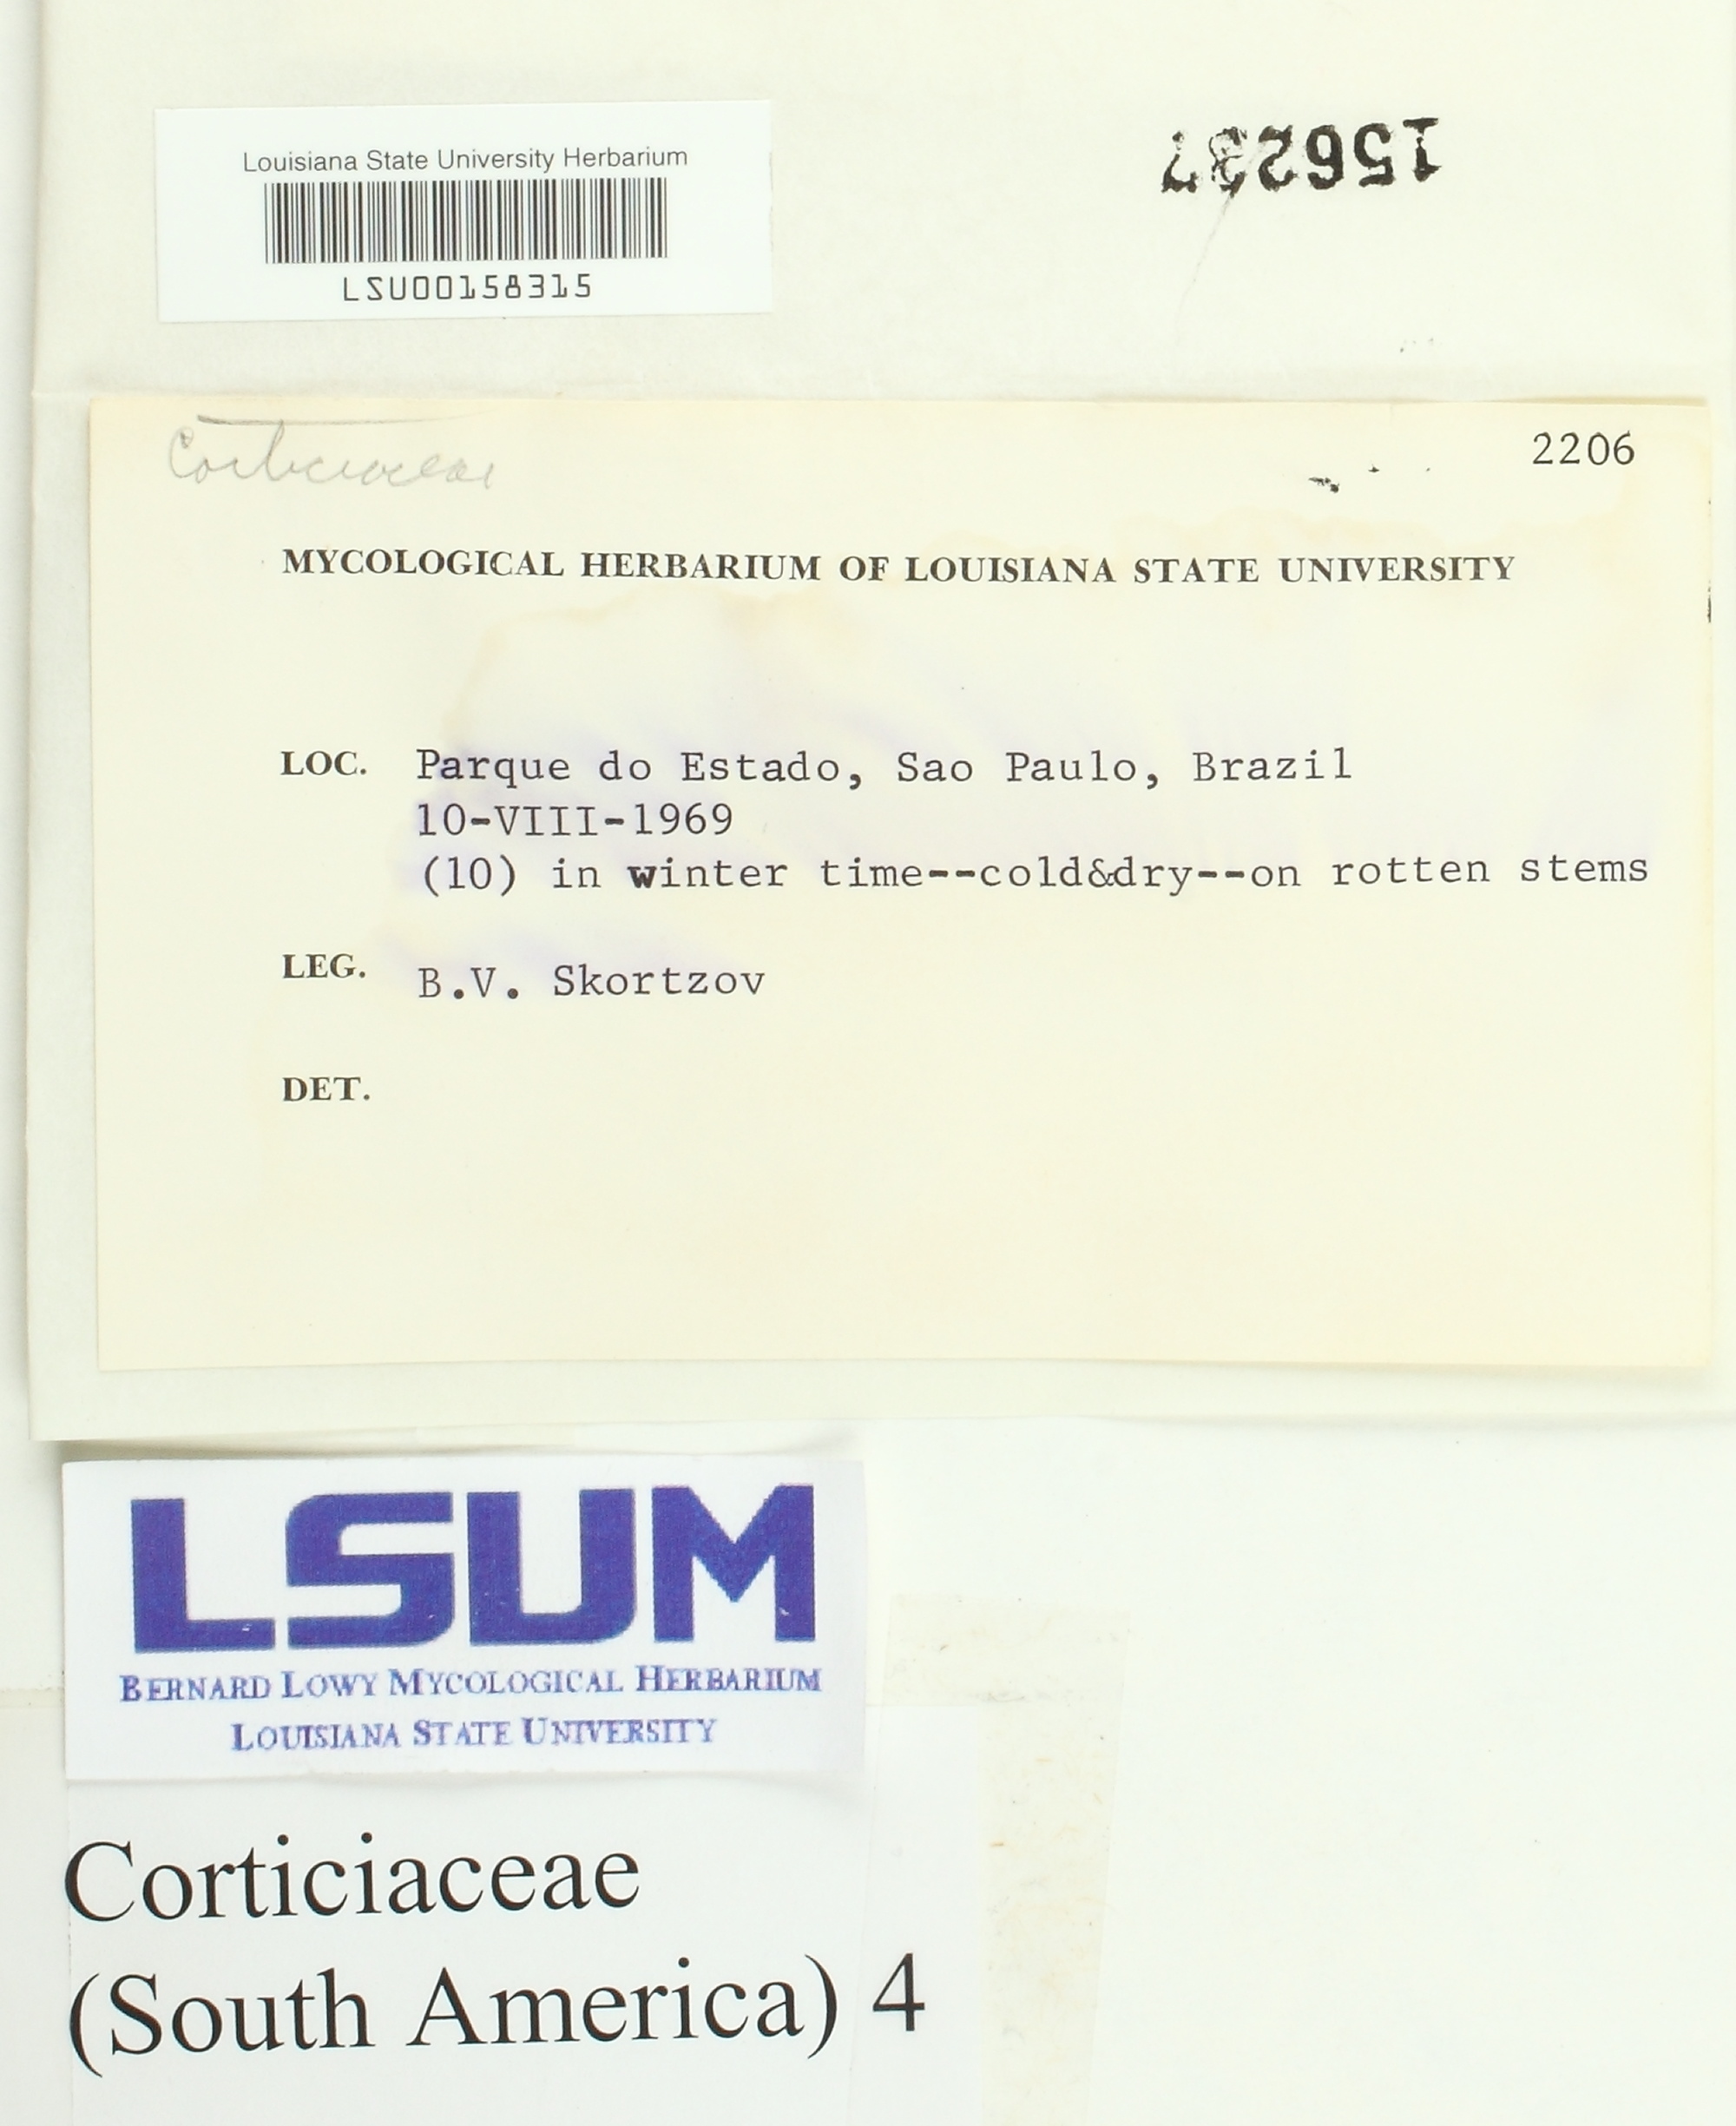 Louisiana State University Herbarium
LSU00158315
156237
Corticiaceae
2206
MYCOLOGICAL HERBARIUM OF LOUISIANA STATE UNIVERSITY
LOC. Parque do Estado, Sao Paulo, Brazil
10-VIII-1969
(10) in winter time--cold&dry--on rotten stems
LEG. B.V. Skortzov
DET.
LSUM
BERNARD LOWY MYCOLOGICAL HERBARIUM
LOUISIANA STATE UNIVERSITY
Corticiaceae
(South America) 4